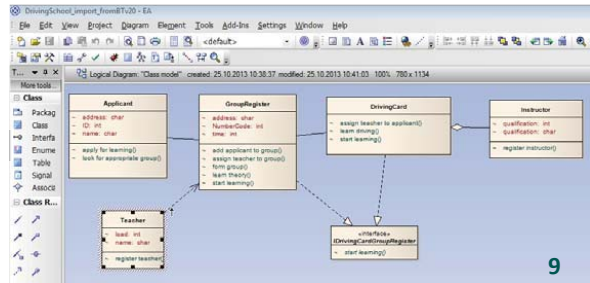 DrivingSchool_import_fromBTv20 - EA
File Edit View Project Diagram Element Tools Add-Ins Settings Window Help
<default>
T...
Logical Diagram: "Class model" created: 25.10.2013 10:38:37 modified: 25.10.2013 10:41:03 100% 780 x 1134
More tools...
Class
Packag
Class
Interfa
Enume
Table
Signal
Associ
Class R...
Applicant
~ address: char
~ ID: int
~ name: char
~ apply for learning()
~ look for appropriate group()
GroupRegister
~ address: char
~ NumberCode: int
~ time: int
~ add applicant to group()
~ assign teacher to group()
~ form group()
~ learn theory()
~ start learning()
DrivingCard
~ assign teacher to applicant()
~ learn driving()
~ start learning()
Instructor
~ qualification: int
~ qualification: char
~ register instructor()
Teacher
~ load: int
~ name: char
~ register teacher()
«interface»
IDrivingCardGroupRegister
~ start learning()
9